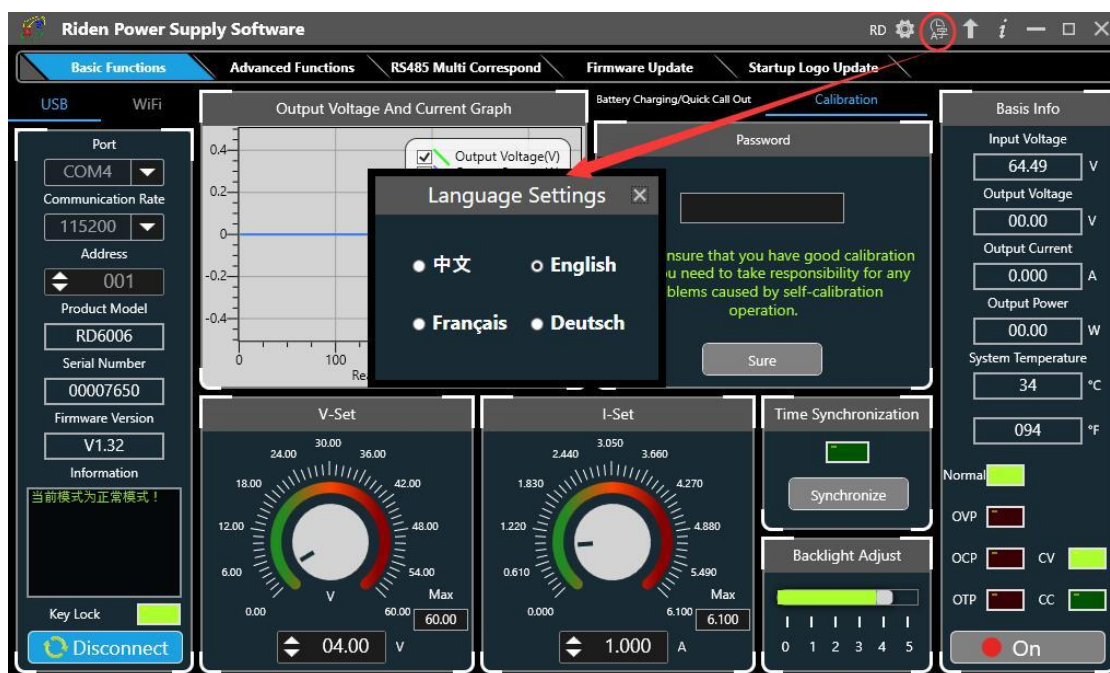 Riden Power Supply Software
RD
Basic Functions
Advanced Functions
RS485 Multi Correspond
Firmware Update
Startup Logo Update
USB
WiFi
Port
COM4
Communication Rate
115200
Address
001
Product Model
RD6006
Serial Number
00007650
Firmware Version
V1.32
Information
当前模式为正常模式！
Key Lock
Disconnect
Output Voltage And Current Graph
Output Voltage(V)
0.4
0.2
0
-0.2
-0.4
0
100
Language Settings
中文
English
Français
Deutsch
Battery Charging/Quick Call Out
Calibration
Password
nsure that you have good calibration
u need to take responsibility for any
blems caused by self-calibration
operation.
Sure
V-Set
0.00
6.00
12.00
18.00
24.00
30.00
36.00
42.00
48.00
54.00
60.00
V
Max
60.00
04.00 V
I-Set
0.000
0.610
1.220
1.830
2.440
3.050
3.660
4.270
4.880
5.490
6.100
A
Max
6.100
1.000 A
Time Synchronization
Synchronize
Backlight Adjust
0 1 2 3 4 5
Basis Info
Input Voltage
64.49 V
Output Voltage
00.00 V
Output Current
0.000 A
Output Power
00.00 W
System Temperature
34 °C
094 °F
Normal
OVP
OCP
CV
OTP
CC
On